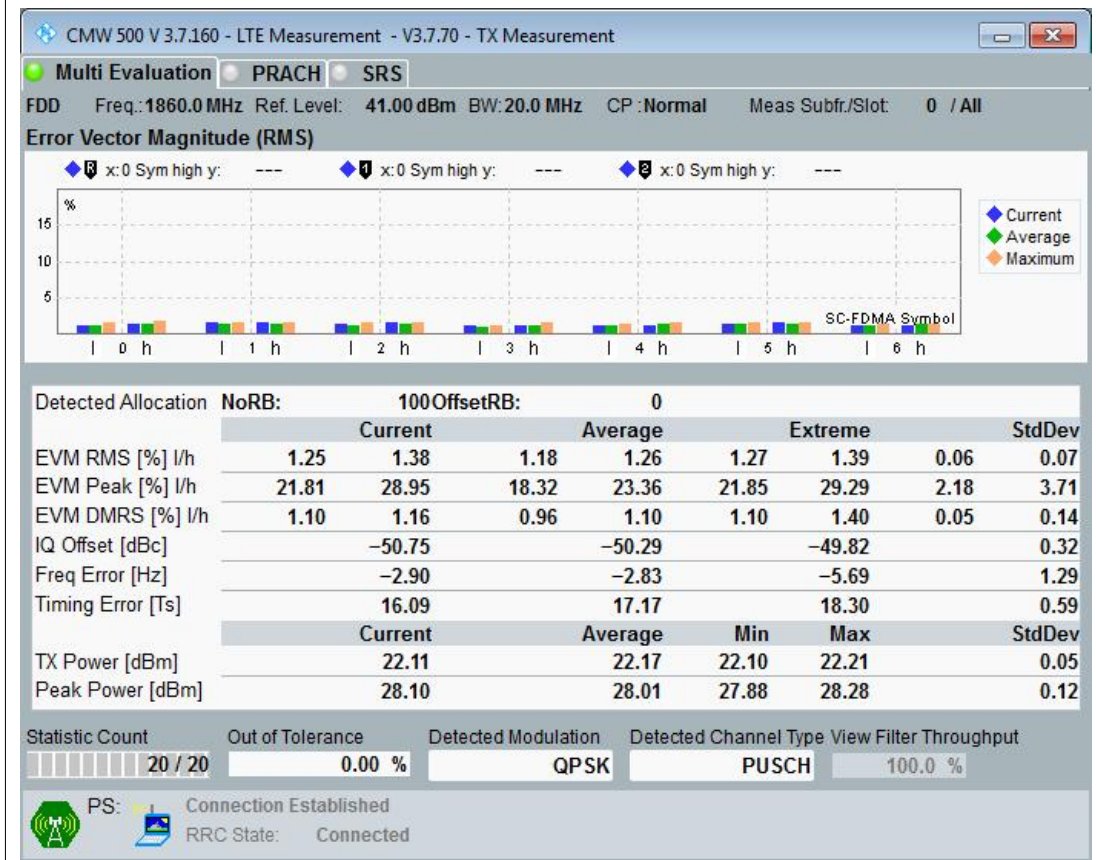 CMW 500 V 3.7.160 - LTE Measurement - V3.7.70 - TX Measurement
Multi Evaluation PRACH SRS
FDD Freq.: 1860.0 MHz Ref. Level: 41.00 dBm BW: 20.0 MHz CP : Normal Meas Subfr./Slot: 0 / All
Error Vector Magnitude (RMS)
R x: 0 Sym high y: --- 1 x: 0 Sym high y: --- 2 x: 0 Sym high y: ---
%
15
10
5
Current
Average
Maximum
SC-FDMA Symbol
l 0 h l 1 h l 2 h l 3 h l 4 h l 5 h l 6 h
Detected Allocation NoRB: 100 OffsetRB: 0
Current Average Extreme StdDev
EVM RMS [%] l/h 1.25 1.38 1.18 1.26 1.27 1.39 0.06 0.07
EVM Peak [%] l/h 21.81 28.95 18.32 23.36 21.85 29.29 2.18 3.71
EVM DMRS [%] l/h 1.10 1.16 0.96 1.10 1.10 1.40 0.05 0.14
IQ Offset [dBc] −50.75 −50.29 −49.82 0.32
Freq Error [Hz] −2.90 −2.83 −5.69 1.29
Timing Error [Ts] 16.09 17.17 18.30 0.59
Current Average Min Max StdDev
TX Power [dBm] 22.11 22.17 22.10 22.21 0.05
Peak Power [dBm] 28.10 28.01 27.88 28.28 0.12
Statistic Count Out of Tolerance Detected Modulation Detected Channel Type View Filter Throughput
20 / 20 0.00 % QPSK PUSCH 100.0 %
PS: Connection Established
RRC State: Connected